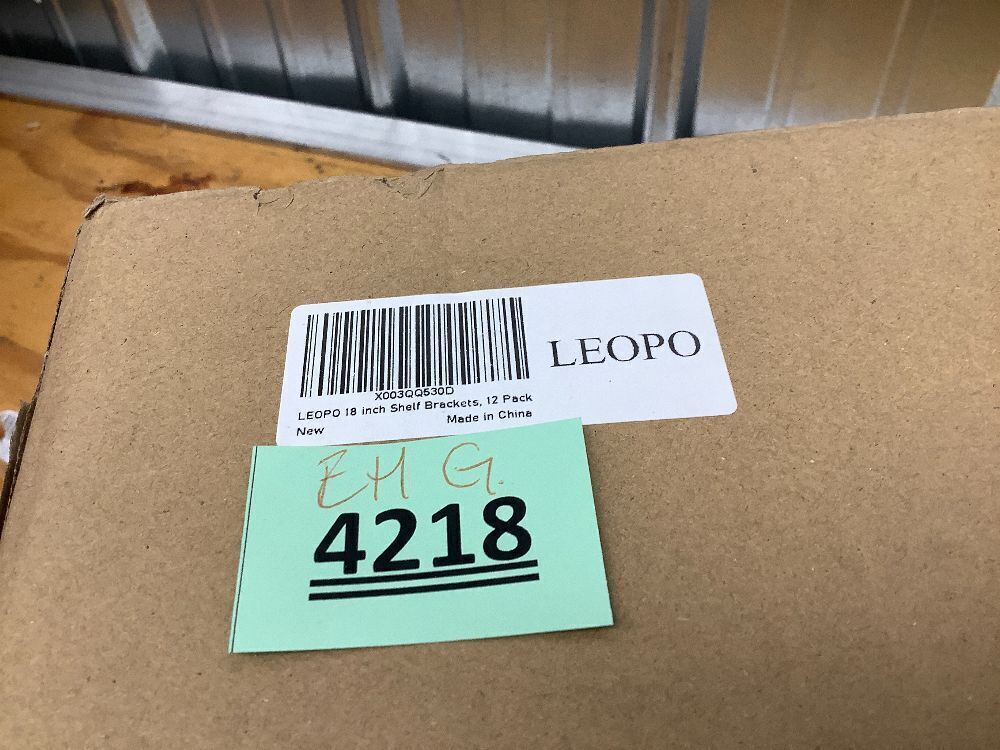 X003QQ530D
LEOPO 18 inch Shelf Brackets, 12 Pack
New Made in China
LEOPO
EH G.
4218